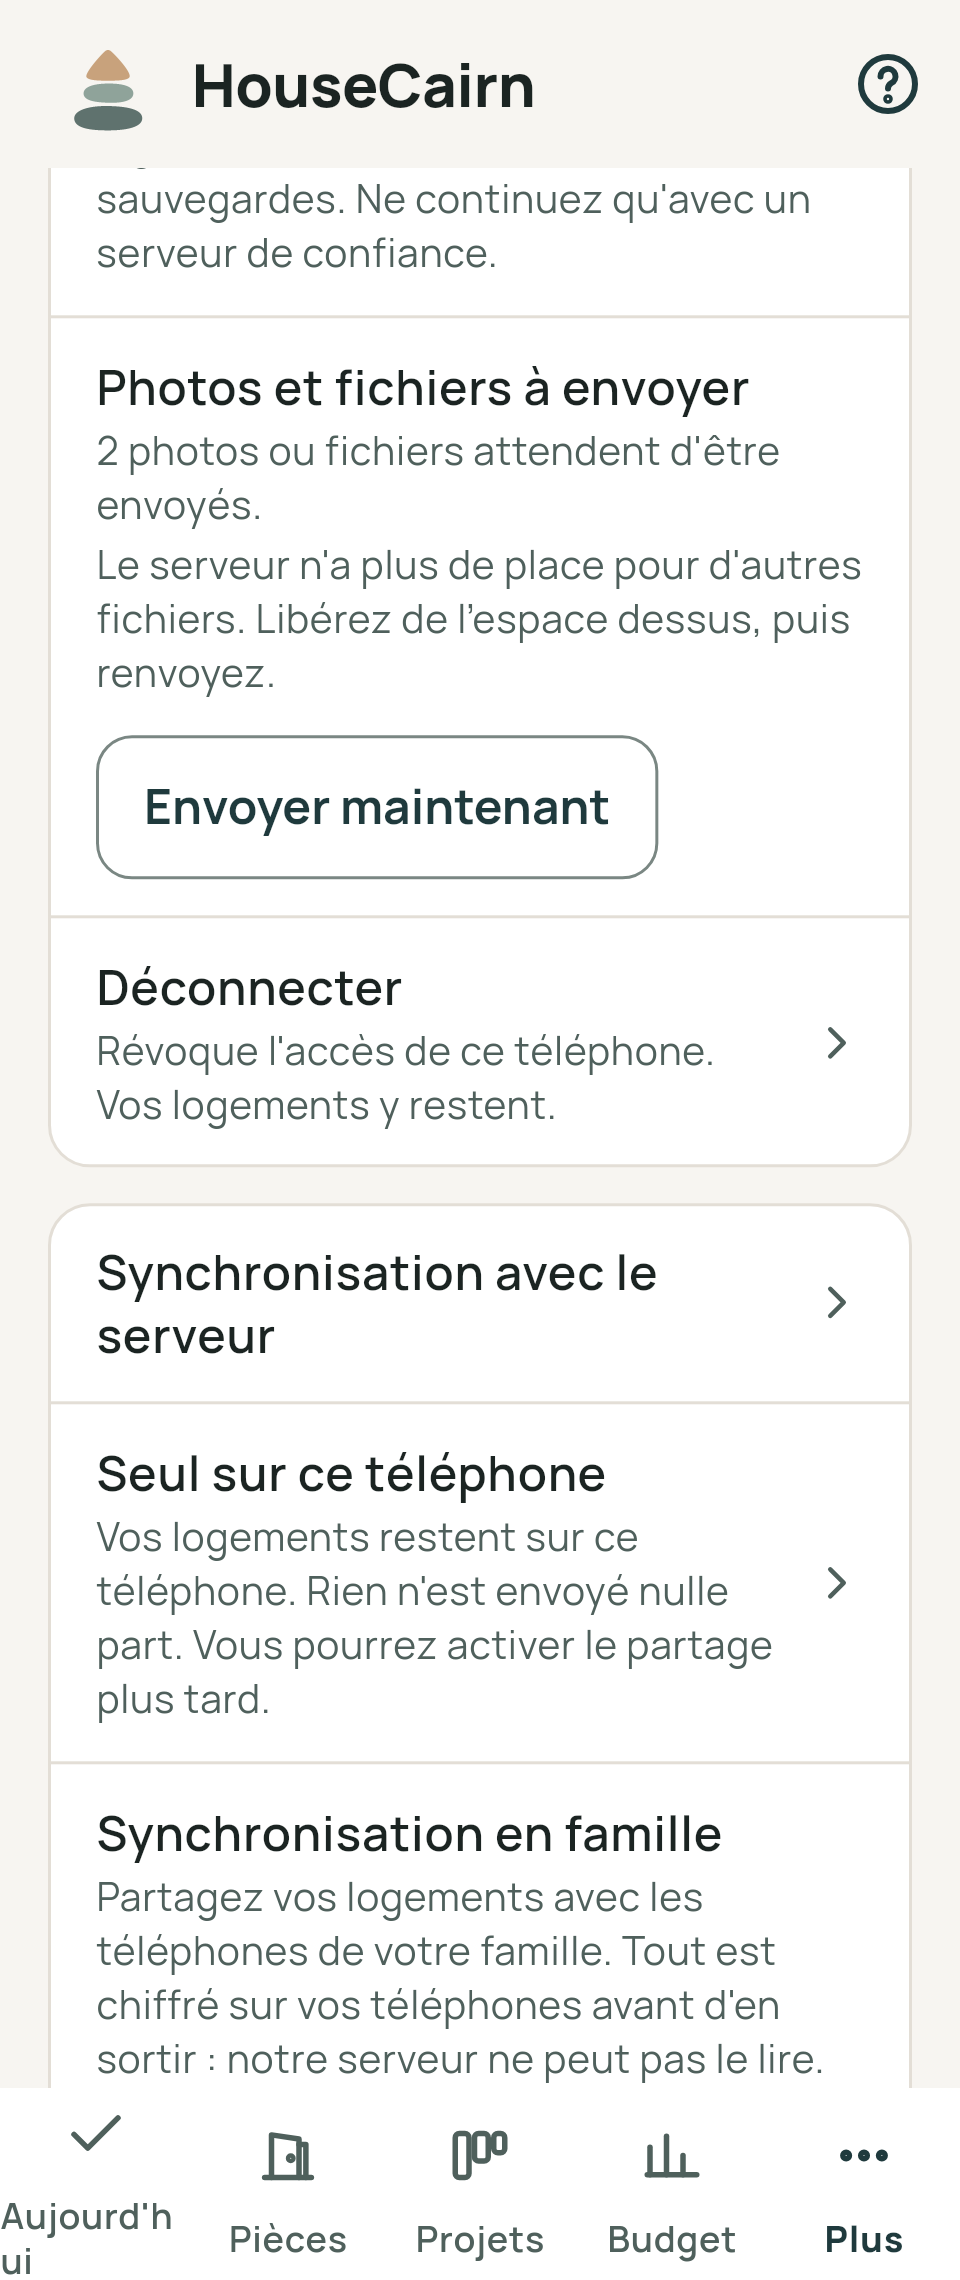 HouseCairn
sauvegardes. Ne continuez qu'avec un
serveur de confiance.
Photos et fichiers à envoyer
2 photos ou fichiers attendent d'être
envoyés.
Le serveur n'a plus de place pour d'autres
fichiers. Libérez de l’espace dessus, puis
renvoyez.
Envoyer maintenant
Déconnecter
Révoque l'accès de ce téléphone.
Vos logements y restent.
Synchronisation avec le
serveur
Seul sur ce téléphone
Vos logements restent sur ce
téléphone. Rien n'est envoyé nulle
part. Vous pourrez activer le partage
plus tard.
Synchronisation en famille
Partagez vos logements avec les
téléphones de votre famille. Tout est
chiffré sur vos téléphones avant d'en
sortir : notre serveur ne peut pas le lire.
Aujourd'h
ui
Pièces
Projets
Budget
Plus